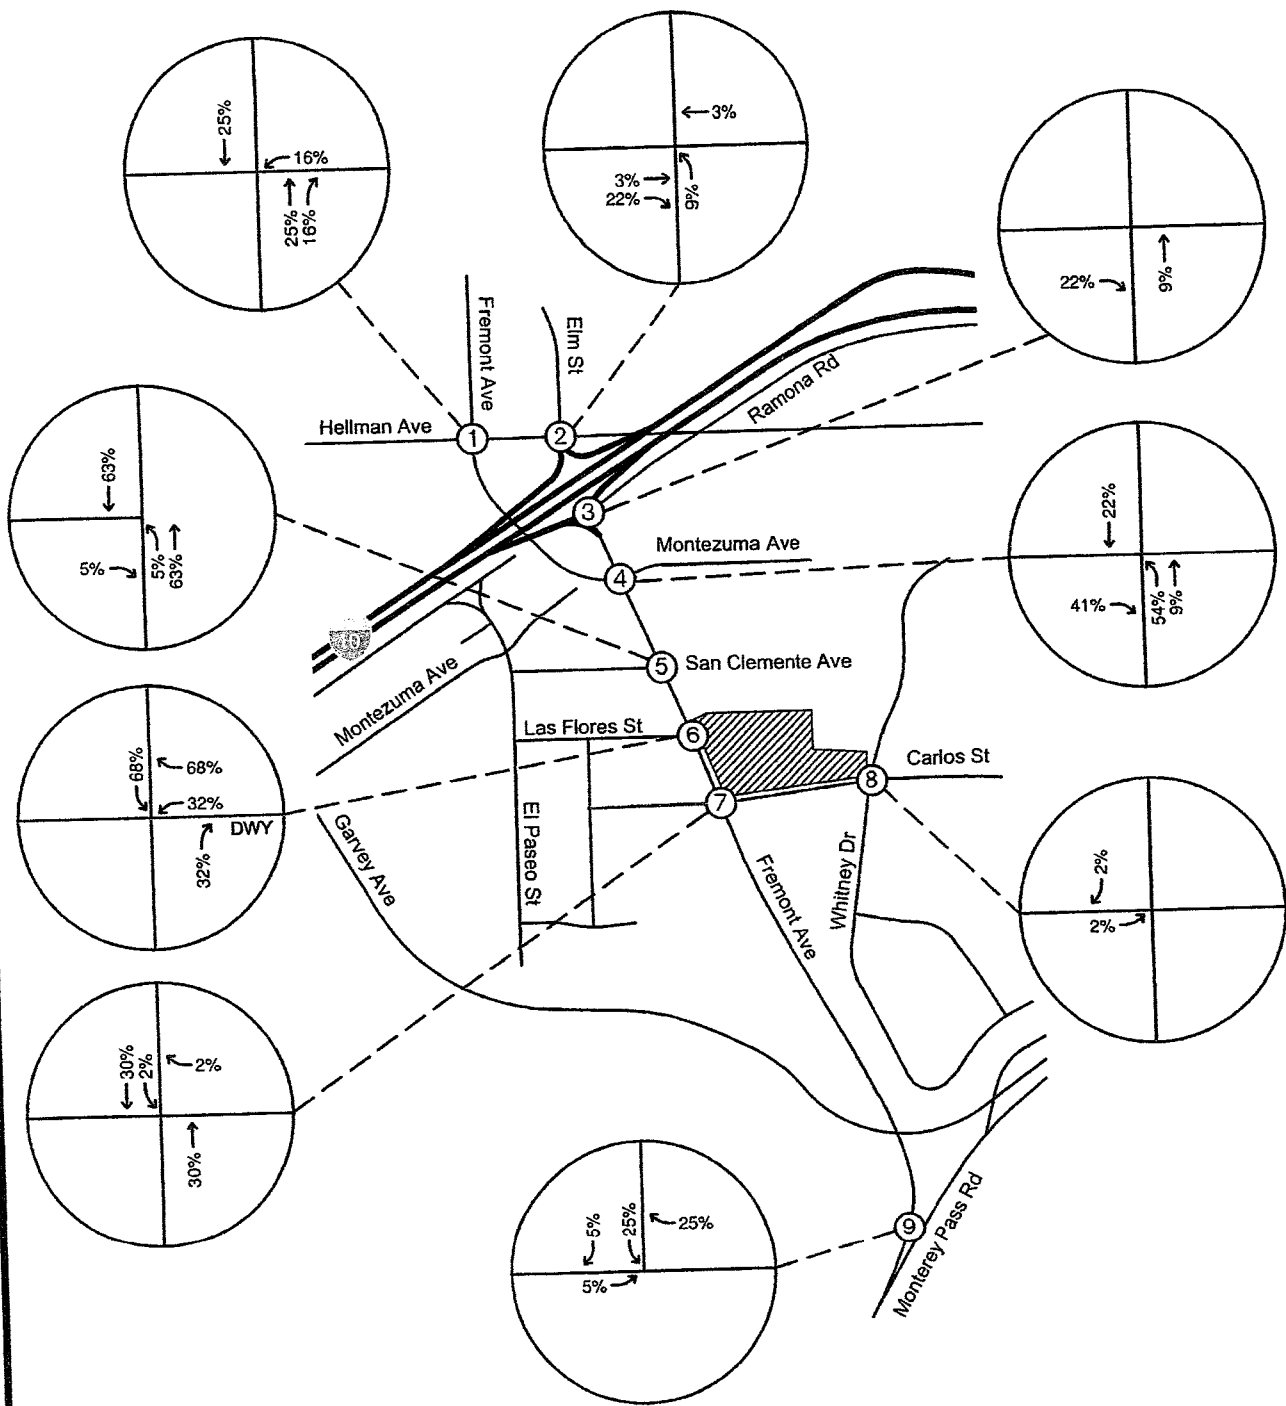 25%
16%
25%
16%
3%
3%
22%
9%
22%
9%
Fremont Ave
Elm St
Ramona Rd
Hellman Ave
1
2
3
63%
5%
5%
63%
Montezuma Ave
4
22%
41%
54%
9%
10
5
San Clemente Ave
Montezuma Ave
Las Flores St
6
Carlos St
8
7
68%
68%
32%
DWY
32%
El Paseo St
Garvey Ave
Fremont Ave
Whitney Dr
2%
2%
30%
2%
2%
30%
5%
25%
25%
5%
9
Monterey Pass Rd